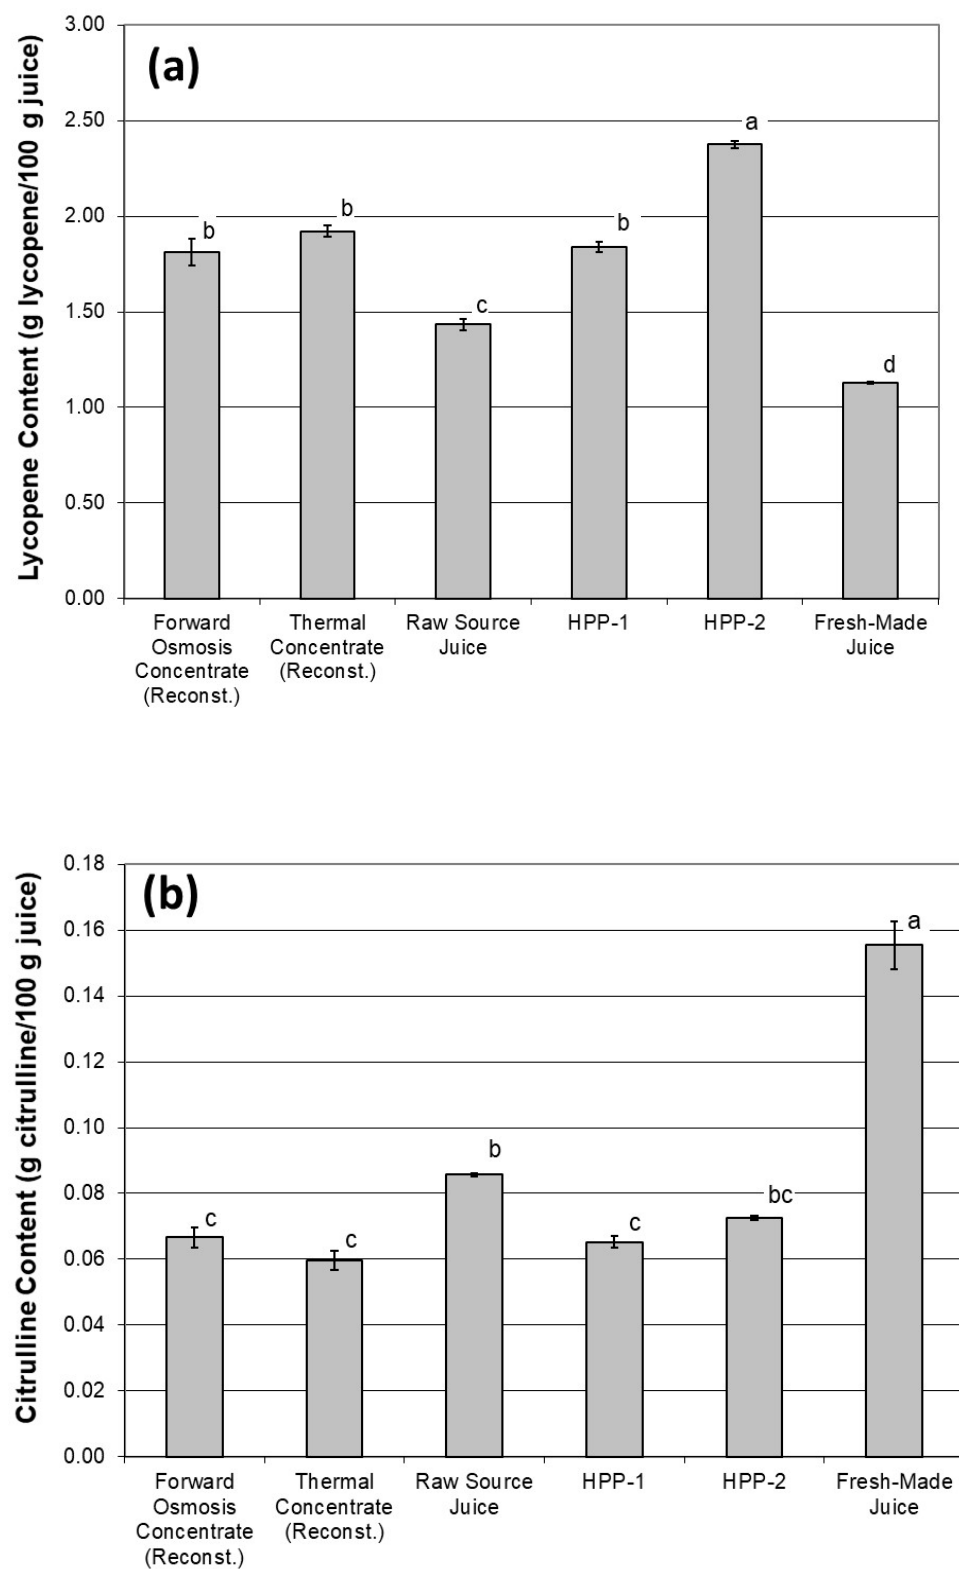 (a)
Lycopene Content (g lycopene/100 g juice)
3.00
2.50
2.00
1.50
1.00
0.50
0.00
b
b
c
b
a
d
Forward
Osmosis
Concentrate
(Reconst.)
Thermal
Concentrate
(Reconst.)
Raw Source
Juice
HPP-1
HPP-2
Fresh-Made
Juice
(b)
Citrulline Content (g citrulline/100 g juice)
0.18
0.16
0.14
0.12
0.10
0.08
0.06
0.04
0.02
0.00
c
c
b
c
bc
a
Forward
Osmosis
Concentrate
(Reconst.)
Thermal
Concentrate
(Reconst.)
Raw Source
Juice
HPP-1
HPP-2
Fresh-Made
Juice